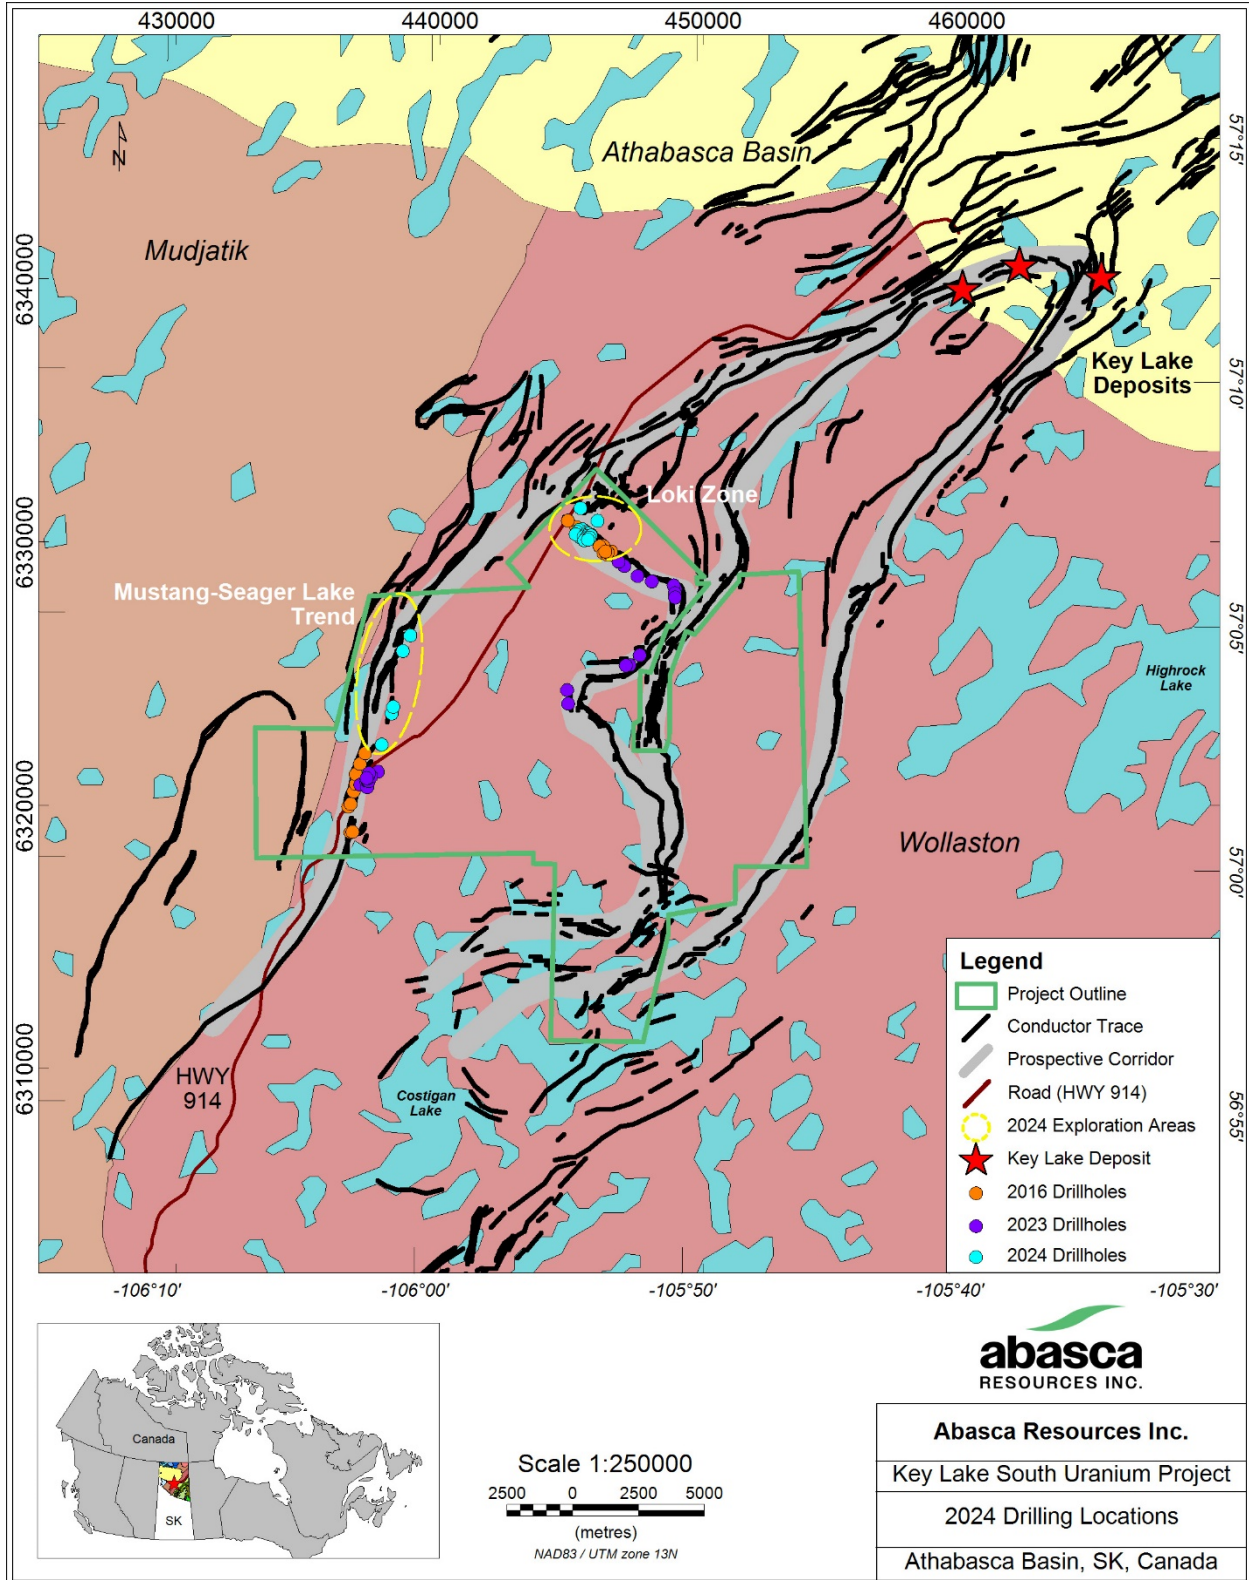 430000
440000
450000
460000
Athabasca Basin
57°15'
N
Mudjatik
6340000
Key Lake
Deposits
57°10'
Loki Zone
6330000
Mustang-Seager Lake
Trend
57°05'
Highrock
Lake
6320000
Wollaston
57°00'
HWY
914
6310000
Costigan
Lake
56°55'
Legend
Project Outline
Conductor Trace
Prospective Corridor
Road (HWY 914)
2024 Exploration Areas
Key Lake Deposit
2016 Drillholes
2023 Drillholes
2024 Drillholes
-106°10'
-106°00'
-105°50'
-105°40'
-105°30'
Canada
SK
Scale 1:250000
2500
0
2500
5000
(metres)
NAD83 / UTM zone 13N
abasca
RESOURCES INC.
Abasca Resources Inc.
Key Lake South Uranium Project
2024 Drilling Locations
Athabasca Basin, SK, Canada